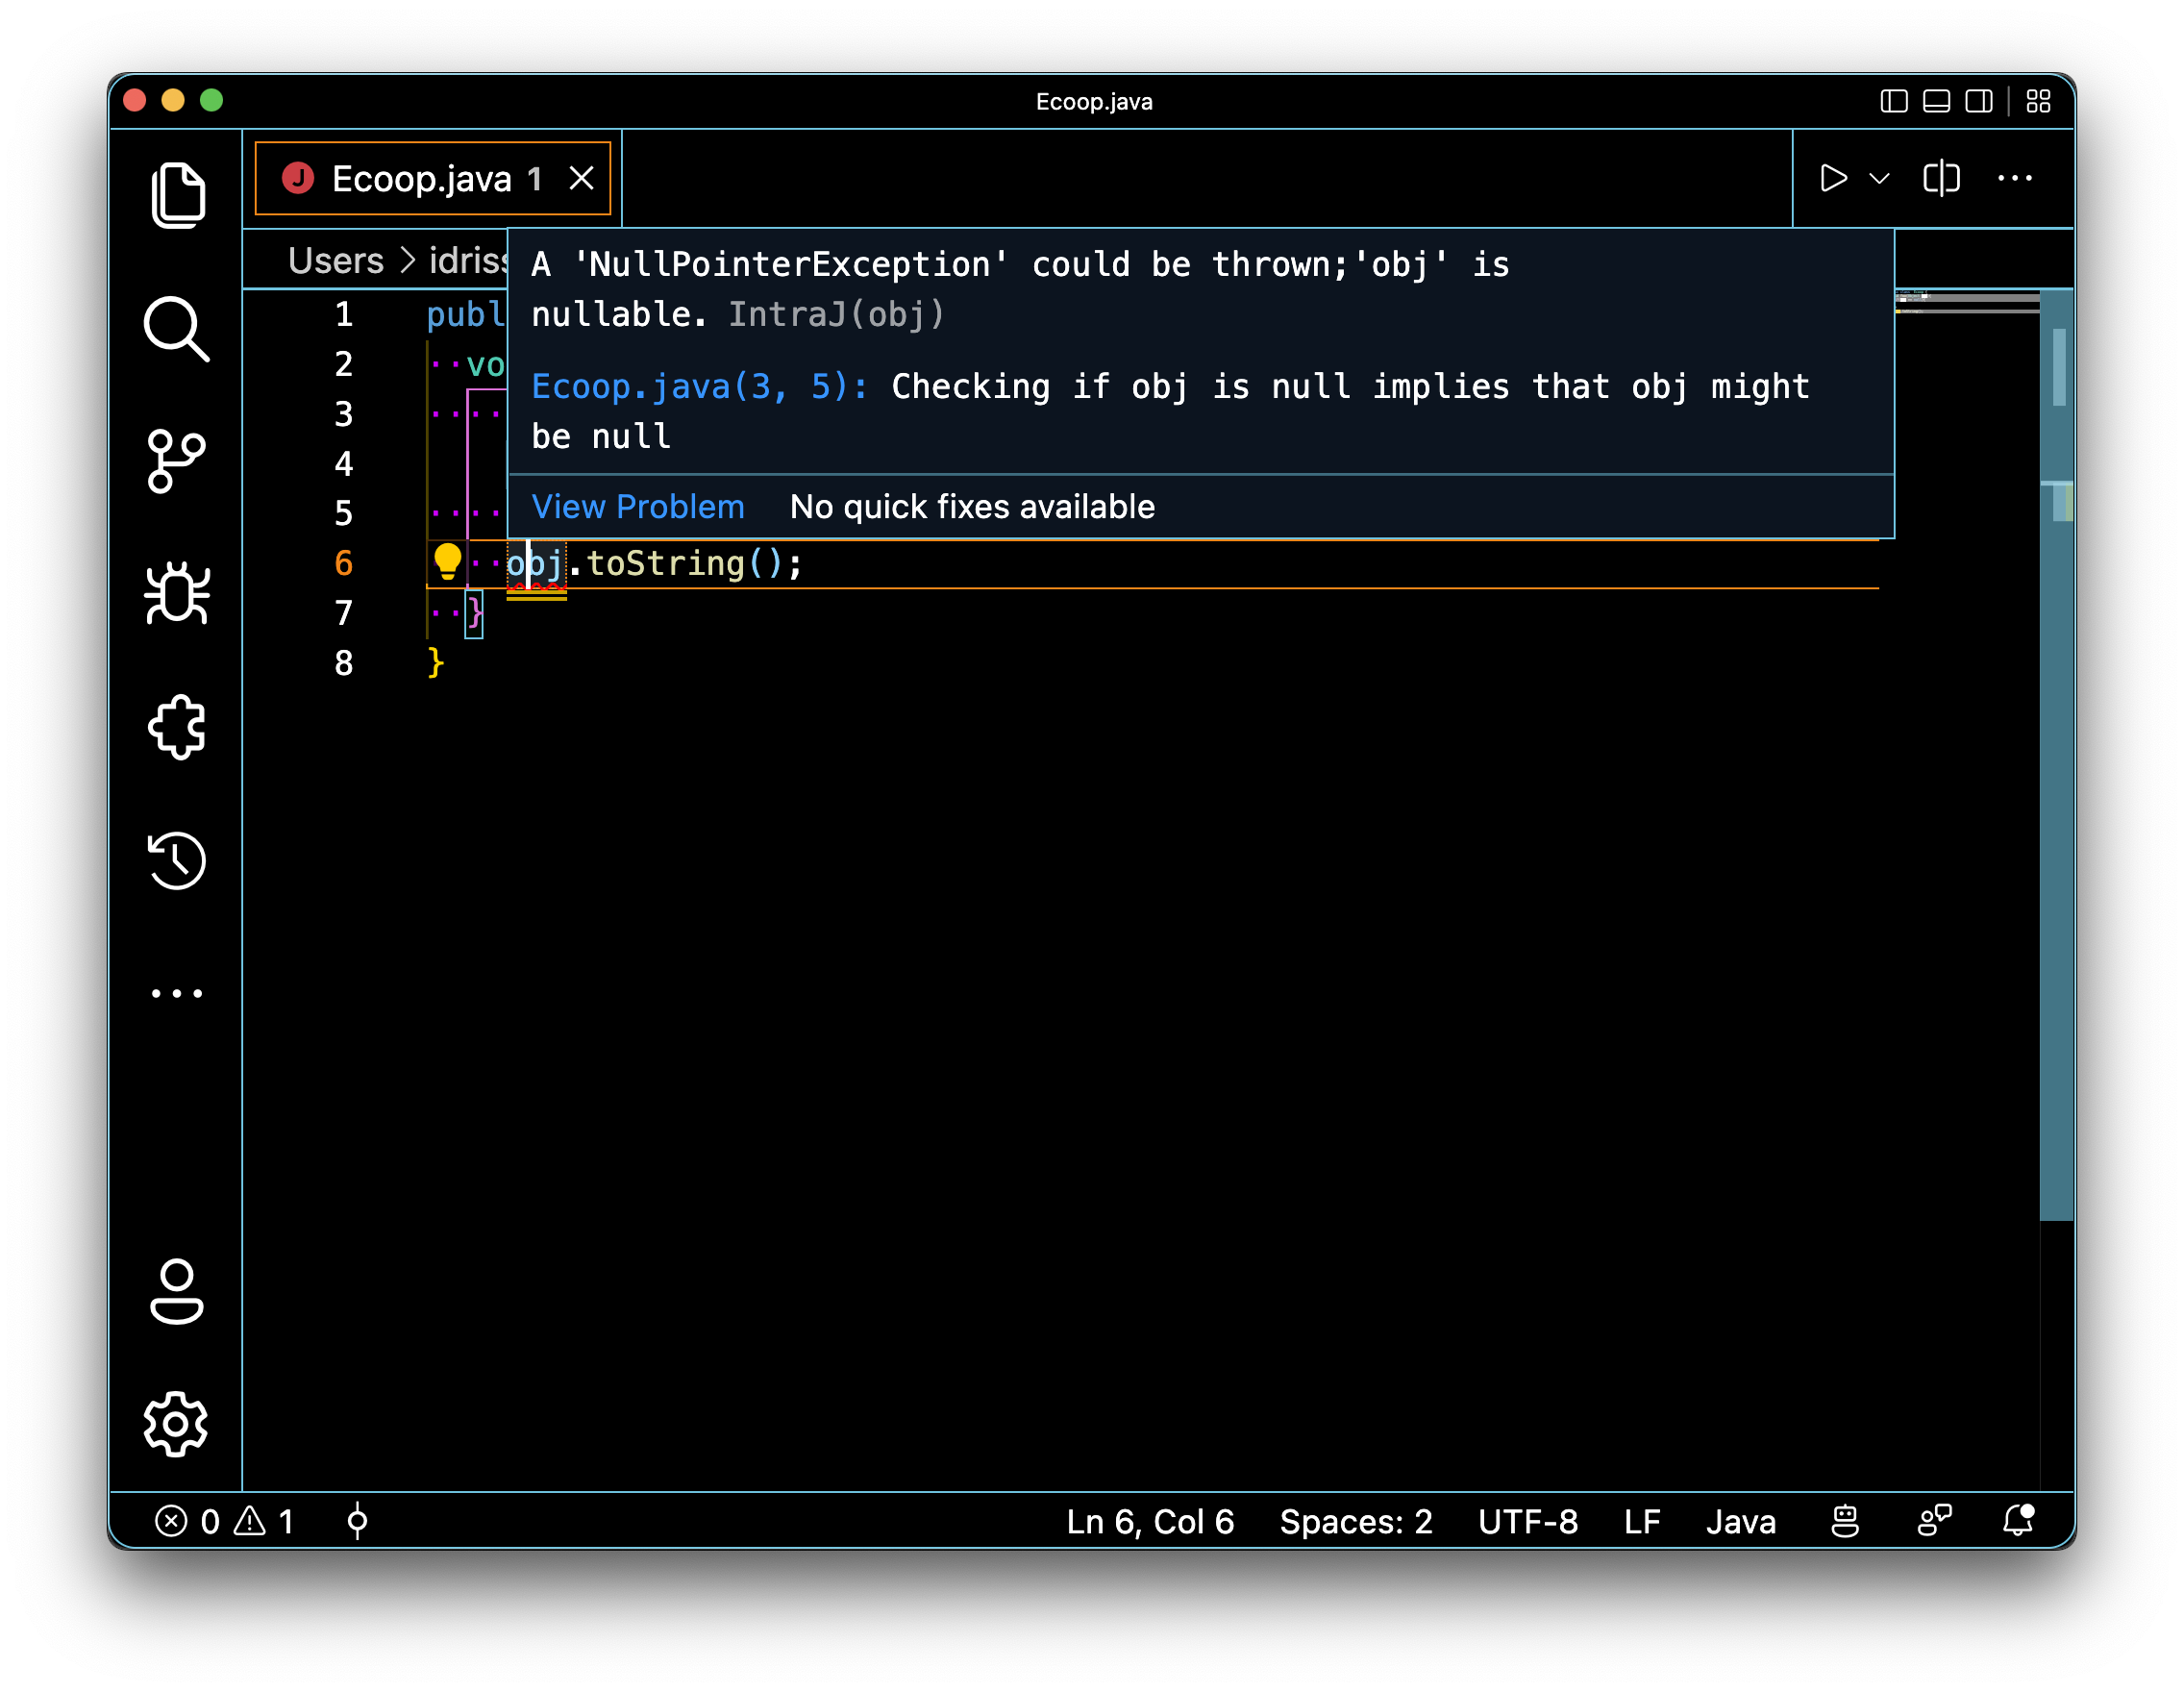 Ecoop.java
J Ecoop.java 1
Users > idriss
A 'NullPointerException' could be thrown;'obj' is
nullable. IntraJ(obj)
Ecoop.java(3, 5): Checking if obj is null implies that obj might
be null
View Problem No quick fixes available
1 publ
2 ··vo
3 ····
4
5 ····
6 ··obj.toString();
7 ··}
8 }
0 1 Ln 6, Col 6 Spaces: 2 UTF-8 LF Java